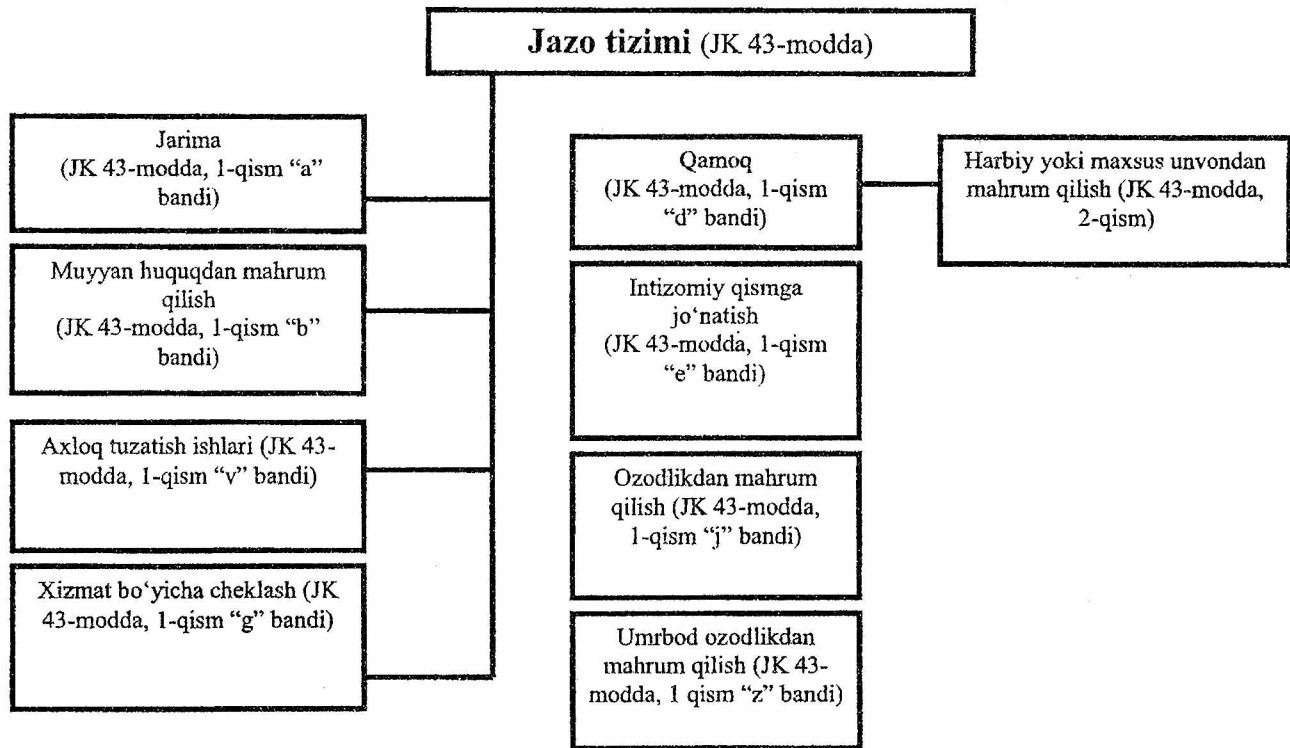 Jazo tizimi (JK 43-modda)
Jarima
(JK 43-modda, 1-qism “a”
bandi)
Muyyan huquqdan mahrum
qilish
(JK 43-modda, 1-qism “b”
bandi)
Axloq tuzatish ishlari (JK 43-
modda, 1-qism “v” bandi)
Xizmat bo‘yicha cheklash (JK
43-modda, 1-qism “g” bandi)
Qamoq
(JK 43-modda, 1-qism
“d” bandi)
Intizomiy qismga
jo‘natish
(JK 43-modda, 1-qism
“e” bandi)
Ozodlikdan mahrum
qilish (JK 43-modda,
1-qism “j” bandi)
Umrbod ozodlikdan
mahrum qilish (JK 43-
modda, 1 qism “z” bandi)
Harbiy yoki maxsus unvondan
mahrum qilish (JK 43-modda,
2-qism)